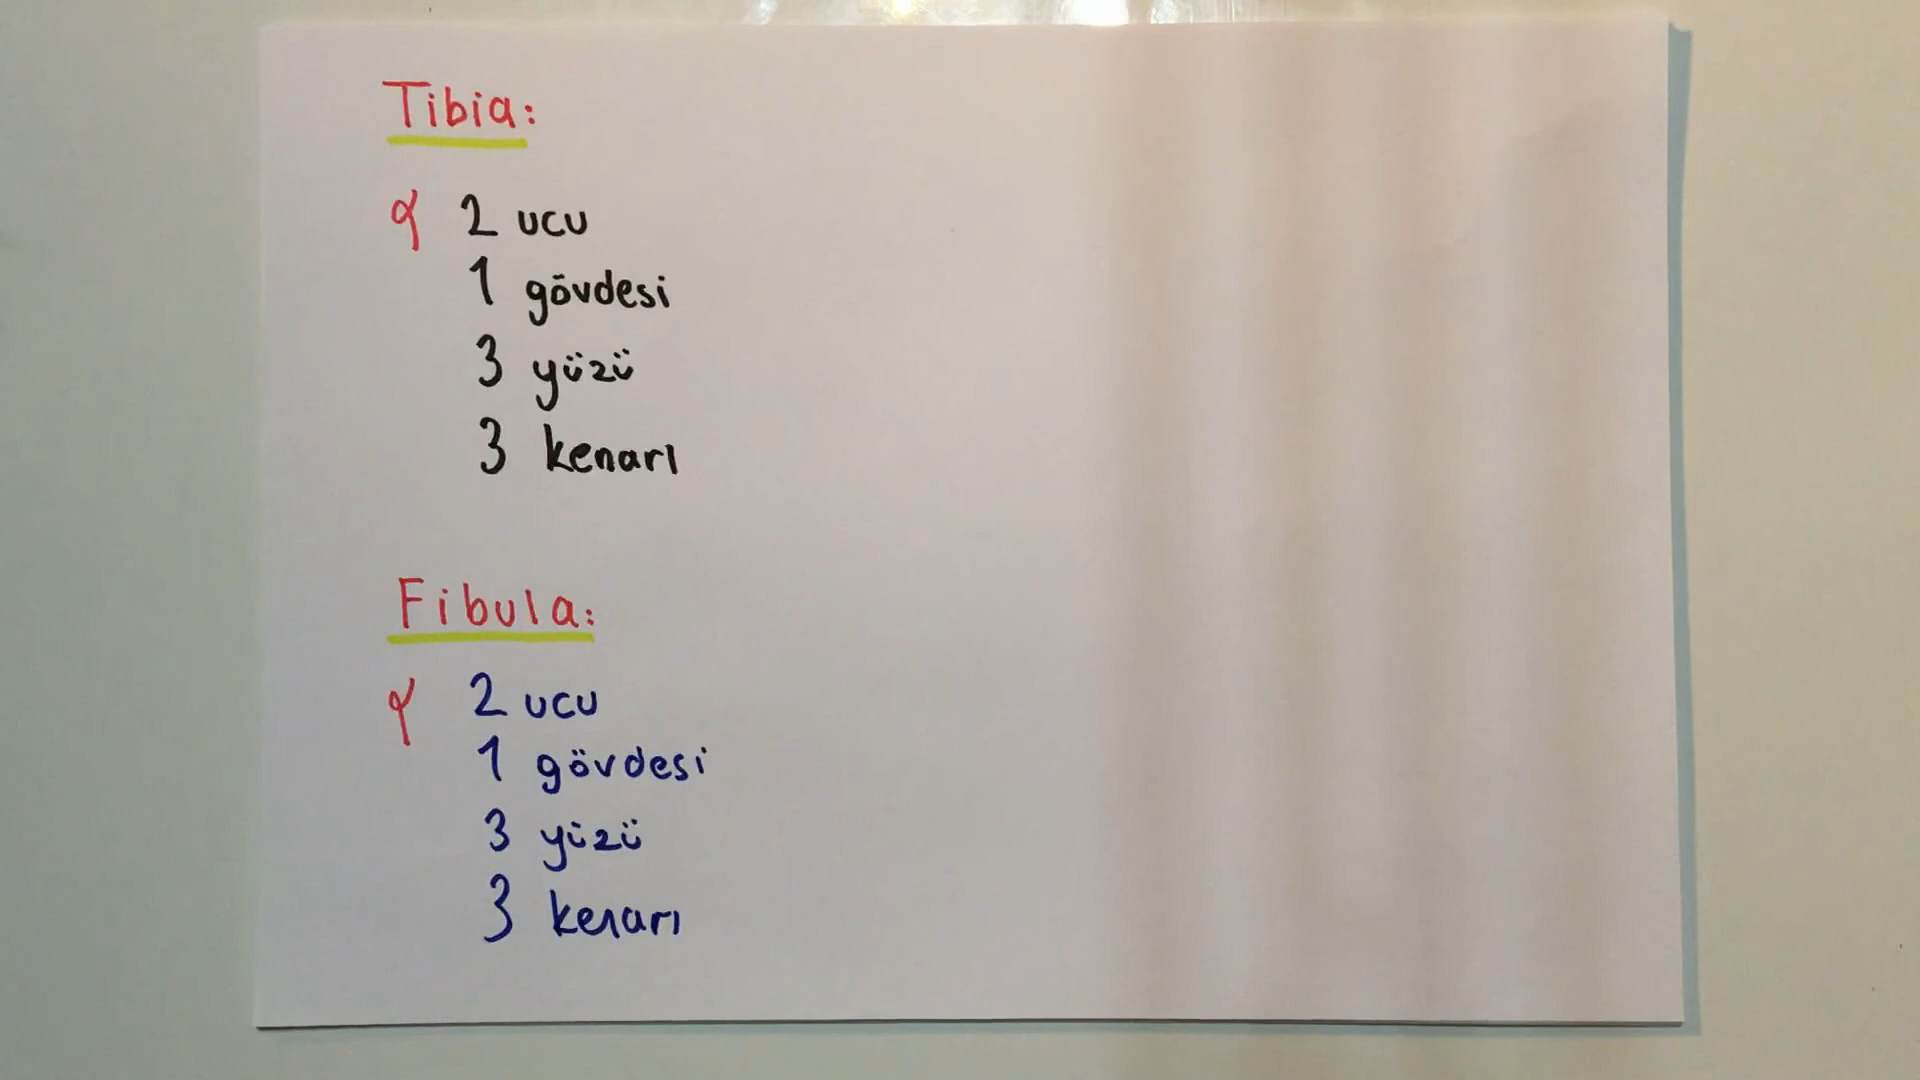 Tibia:
2 ucu
1 gövdesi
3 yüzü
3 kenarı
Fibula:
2 ucu
1 gövdesi
3 yüzü
3 kenarı